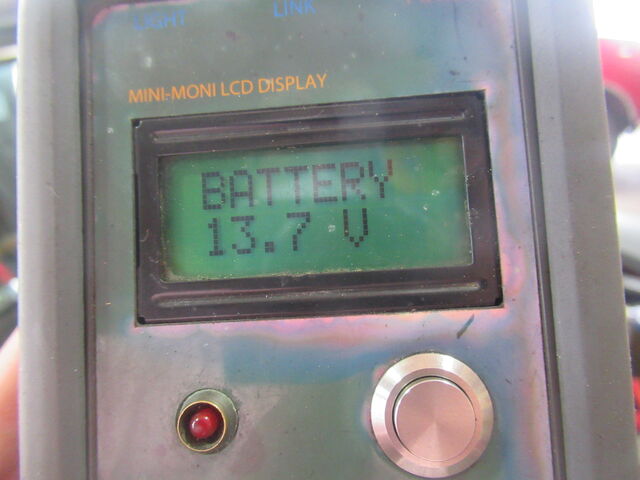 LIGHT
LINK
MINI-MONI LCD DISPLAY
BATTERY
13.7 V